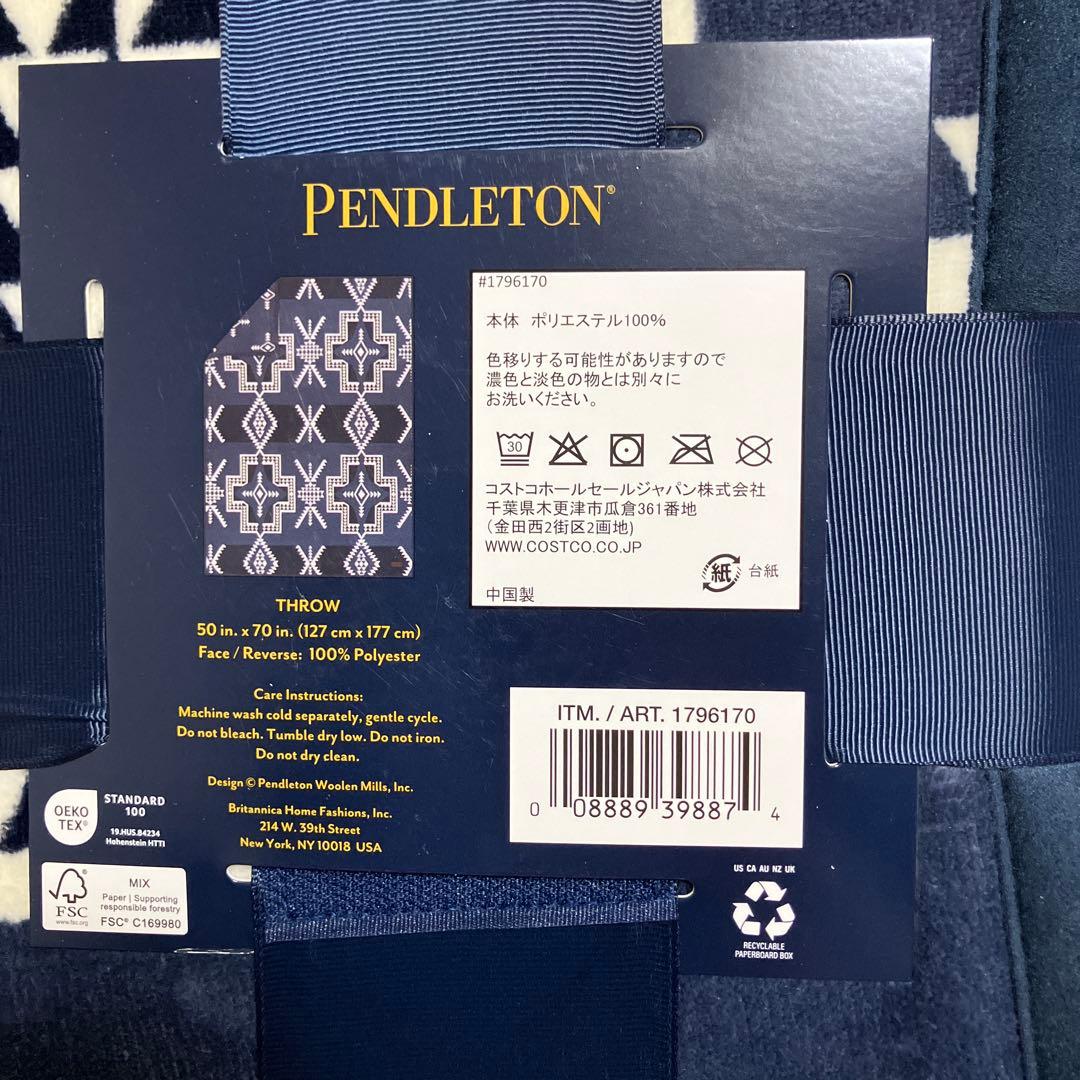 PENDLETON®
#1796170
本体 ポリエステル100%
色移りする可能性がありますので
濃色と淡色の物とは別々に
お洗いください。
30
コストコホールセールジャパン株式会社
千葉県木更津市瓜倉361番地
(金田西2街区2画地)
WWW.COSTCO.CO.JP
紙 台紙
中国製
THROW
50 in. x 70 in. (127 cm x 177 cm)
Face / Reverse: 100% Polyester
Care Instructions:
Machine wash cold separately, gentle cycle.
Do not bleach. Tumble dry low. Do not iron.
Do not dry clean.
Design © Pendleton Woolen Mills, Inc.
Britannica Home Fashions, Inc.
214 W. 39th Street
New York, NY 10018 USA
ITM. / ART. 1796170
0 08889 39887 4
OEKO
TEX®
STANDARD
100
19.HUS.84234
Hohenstein HTTI
FSC
www.fsc.org
MIX
Paper | Supporting
responsible forestry
FSC® C169980
US CA AU NZ UK
RECYCLABLE
PAPERBOARD BOX